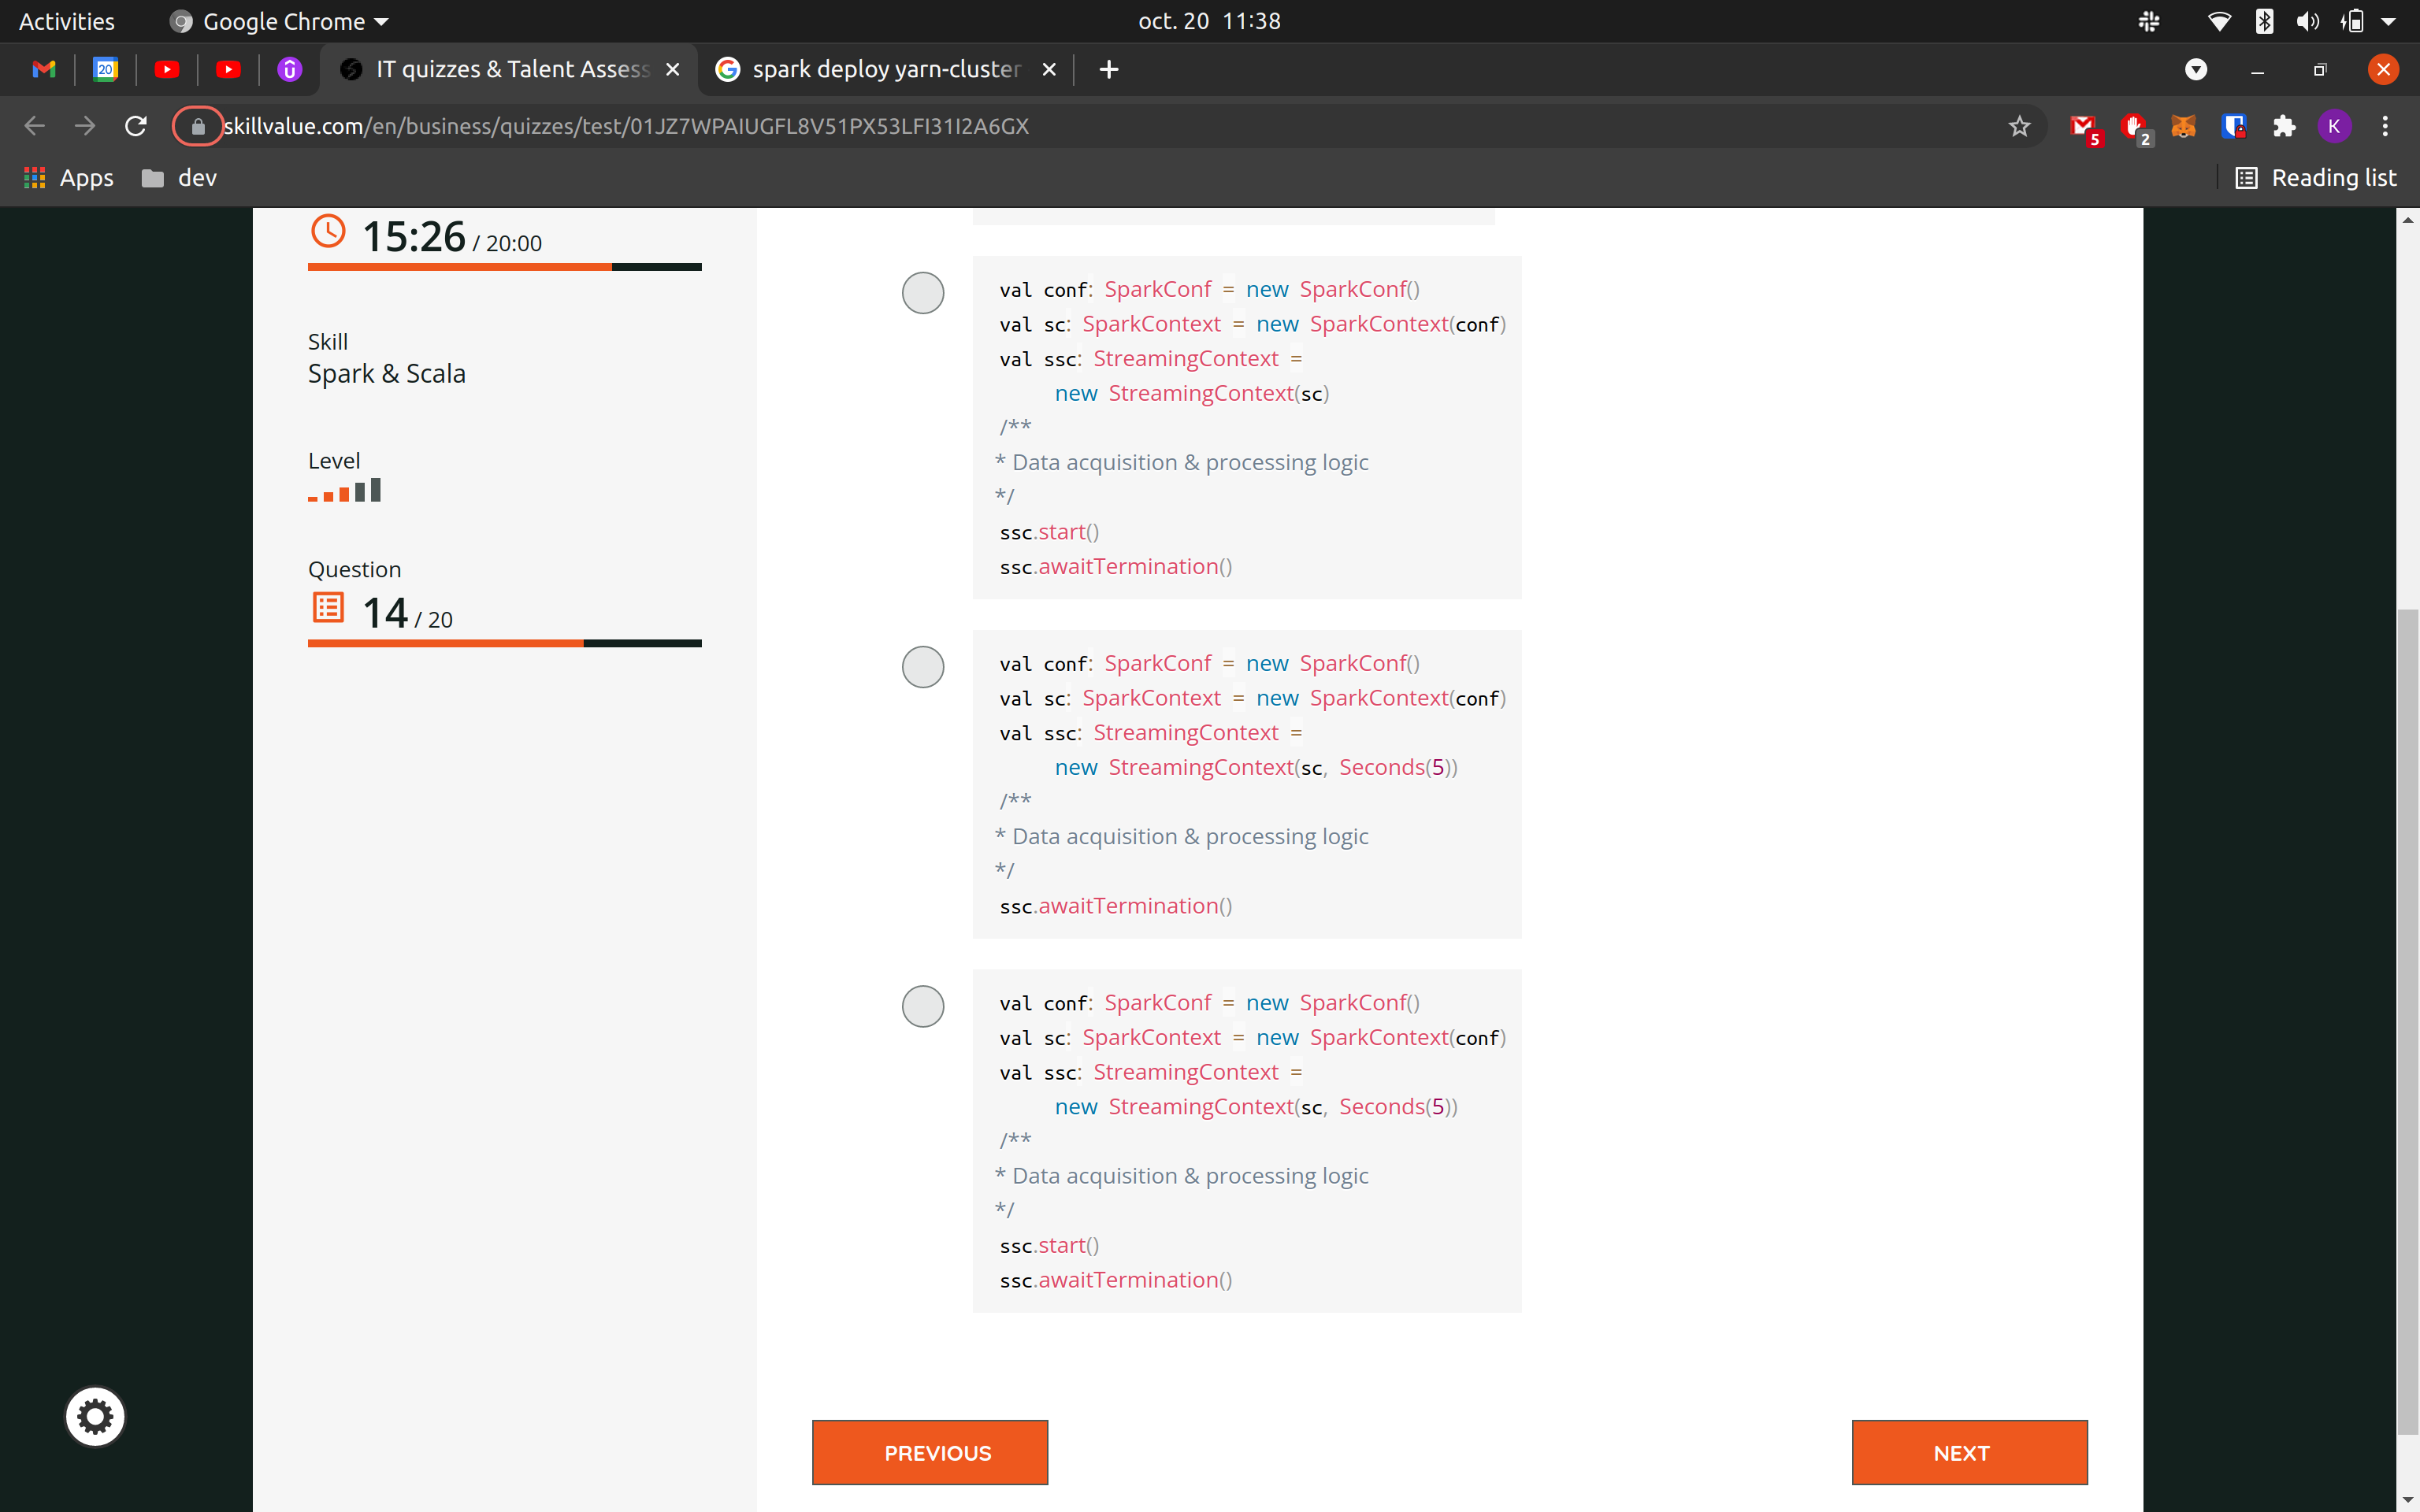 Activities
Google Chrome
oct. 20 11:38
20
IT quizzes & Talent Assess
spark deploy yarn-cluster
skillvalue.com/en/business/quizzes/test/01JZ7WPAIUGFL8V51PX53LFI31I2A6GX
5
2
K
Apps
dev
Reading list
15:26 / 20:00
Skill
Spark & Scala
Level
Question
14 / 20
val conf: SparkConf = new SparkConf()
val sc: SparkContext = new SparkContext(conf)
val ssc: StreamingContext =
new StreamingContext(sc)
/**
* Data acquisition & processing logic
*/
ssc.start()
ssc.awaitTermination()
val conf: SparkConf = new SparkConf()
val sc: SparkContext = new SparkContext(conf)
val ssc: StreamingContext =
new StreamingContext(sc, Seconds(5))
/**
* Data acquisition & processing logic
*/
ssc.awaitTermination()
val conf: SparkConf = new SparkConf()
val sc: SparkContext = new SparkContext(conf)
val ssc: StreamingContext =
new StreamingContext(sc, Seconds(5))
/**
* Data acquisition & processing logic
*/
ssc.start()
ssc.awaitTermination()
PREVIOUS
NEXT